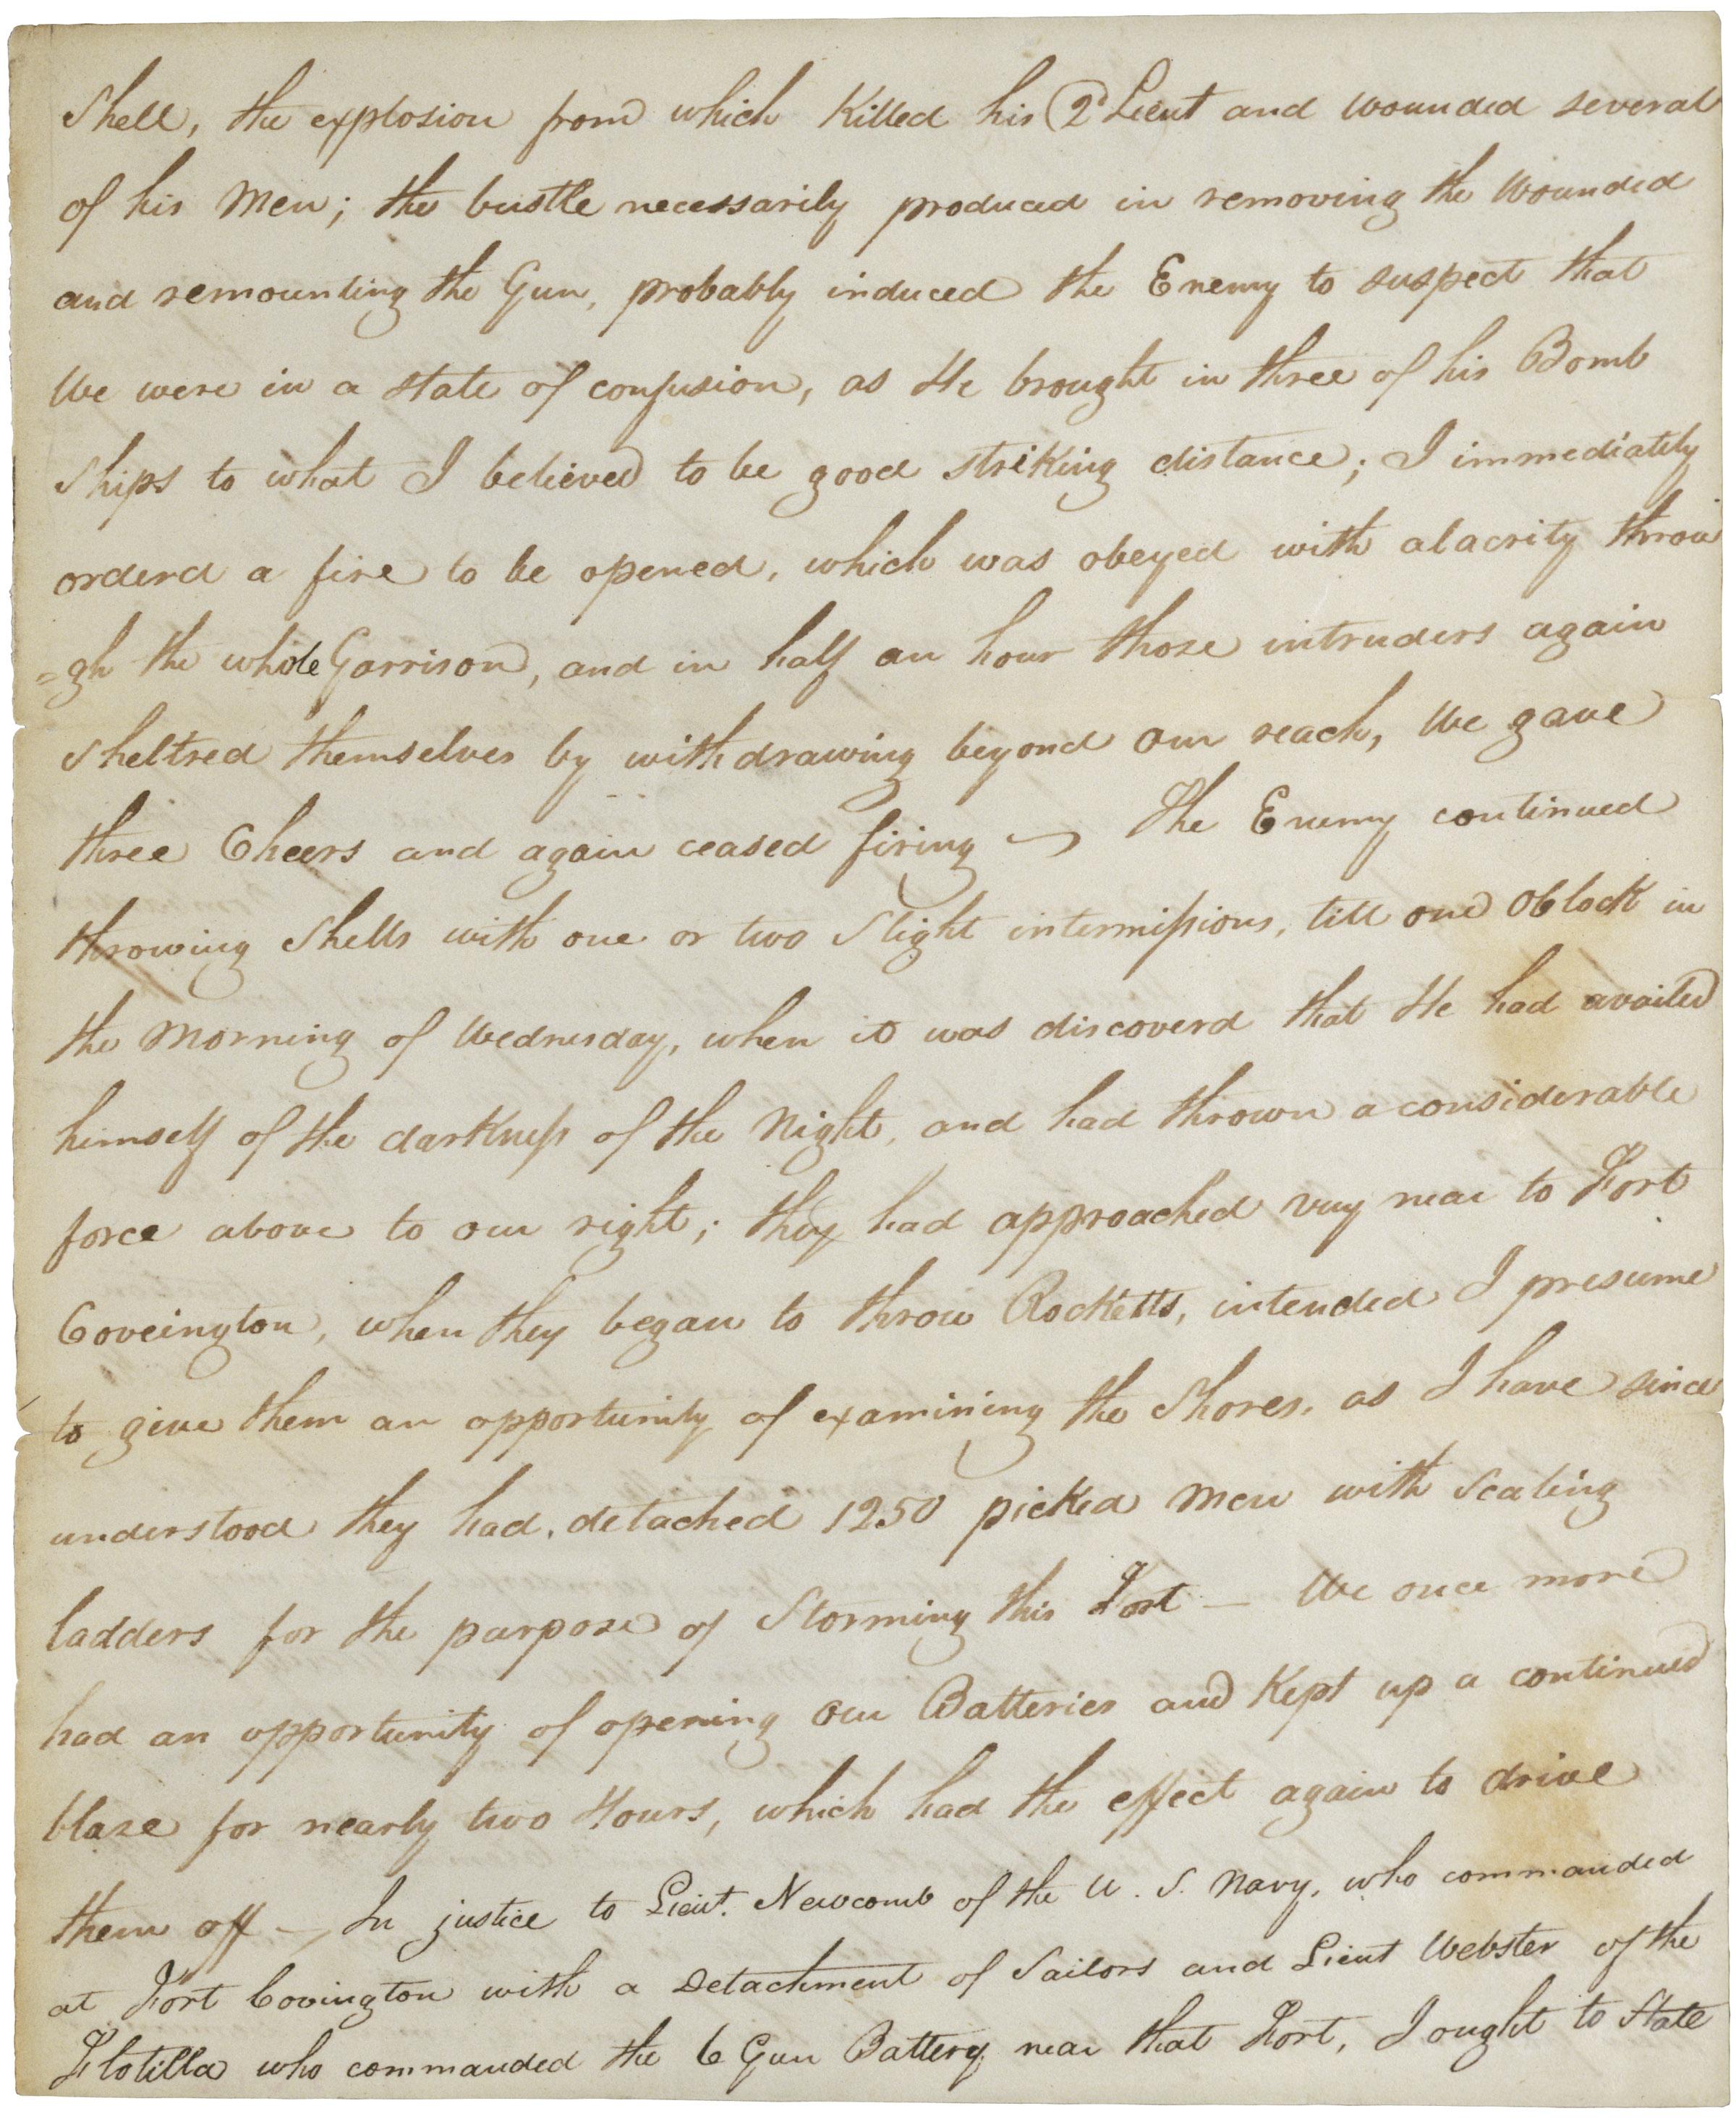 Shell, the explosion from which Killed his 2d Lieut and wounded several
of his Men; the bustle necessarily produced in removing the Wounded
and remounting the Gun, probably induced the Enemy to suspect that
We were in a state of confusion, as He brought in three of his Bomb
Ships to what I believed to be good striKing distance; I immediately
orderd a fire to be opened, which was obeyed with alacrity throu
=gh the whole Garrison, and in half an hour those intruders again
Sheltred themselves by withdrawing beyond our reach, We gave
three Cheers and again ceased firing — The Enemy continued
throwing Shells with one or two Slight intermissions, till one OClock in
the Morning of Wednesday, when it was discoverd that He had availed
himself of the darKness of the Night, and had thrown a considerable
force above to our right; they had approached very near to Fort
Coveington, when they began to throw Rocketts, intended I presume
to give them an opportunity of examining the Shores, as I have since
understood they had, detached 1250 picKed Men with Scaling
ladders for the purpose of Storming this Fort — We once more
had an opportunity of opening our Batteries and Kept up a continued
blaze for nearly two Hours, which had the effect again to drive
them off — In justice to Lieut. Newcomb of the U. S. Navy, who commanded
at Fort Covington with a Detachment of Sailors and Lieut Webster of the
Flotilla who commanded the 6 Gun Battery near that Fort, I ought to State